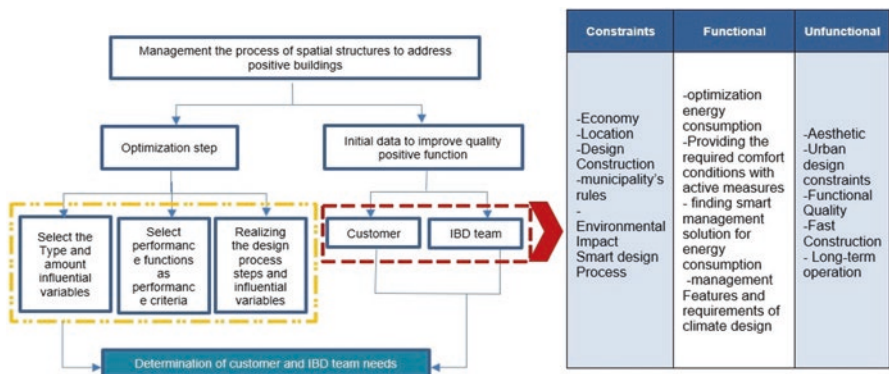 Management the process of spatial structures to address
positive buildings
Optimization step
Initial data to improve quality
positive function
Select the
Type and
amount
influential
variables
Select
performanc
e functions
as
performanc
e criteria
Realizing
the design
process
steps and
influential
variables
Customer
IBD team
Determination of customer and IBD team needs
Constraints
-Economy
-Location
-Design
Construction
-municipality's
rules
-
Environmental
Impact
Smart design
Process
Functional
-optimization
energy
consumption
-Providing the
required comfort
conditions with
active measures
- finding smart
management
solution for
energy
consumption
-management
Features and
requirements of
climate design
Unfunctional
-Aesthetic
-Urban
design
constraints
-Functional
Quality
-Fast
Construction
- Long-term
operation